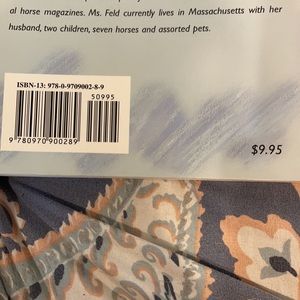 al horse magazines. Ms. Feld currently lives in Massachusetts with her
husband, two children, seven horses and assorted pets.
ISBN-13: 978-0-9709002-8-9
50995
9 780970 900289
$9.95